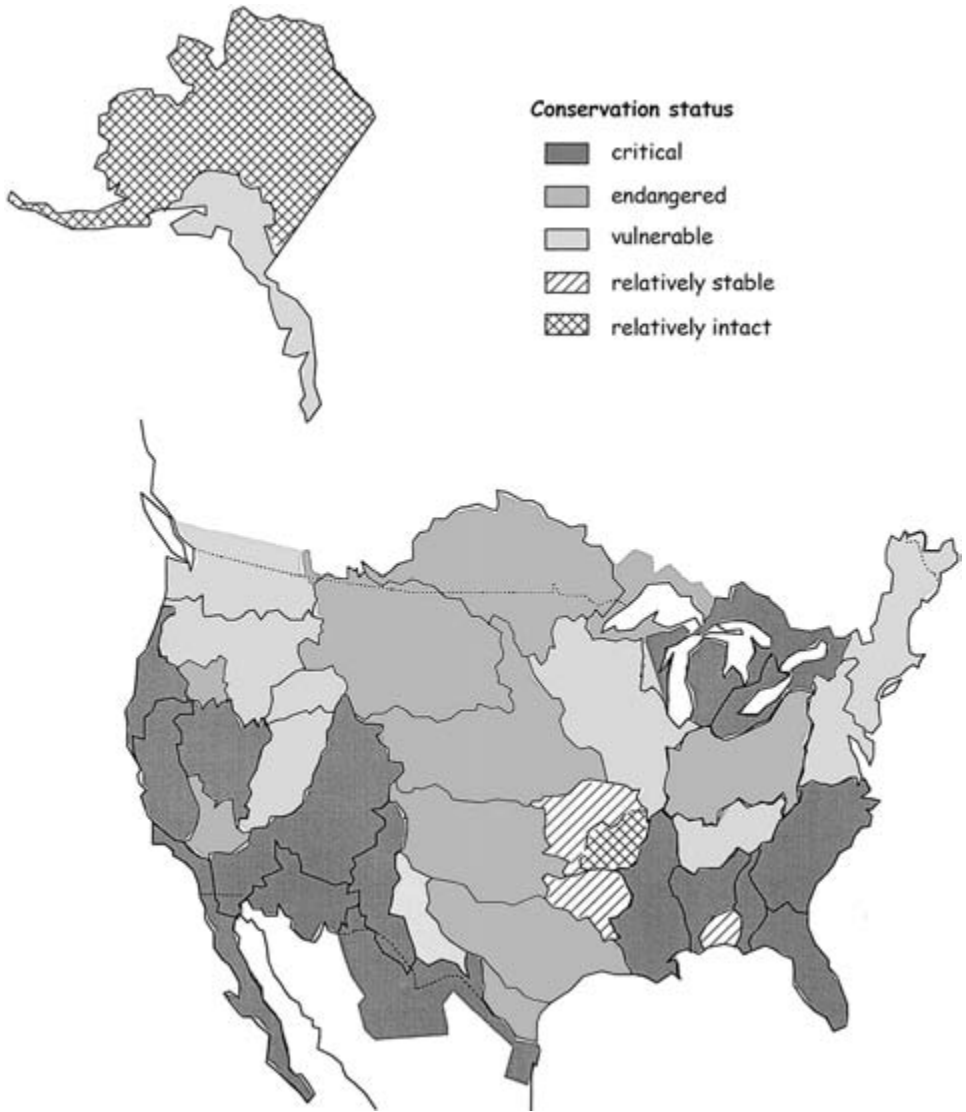 Conservation status
critical
endangered
vulnerable
relatively stable
relatively intact